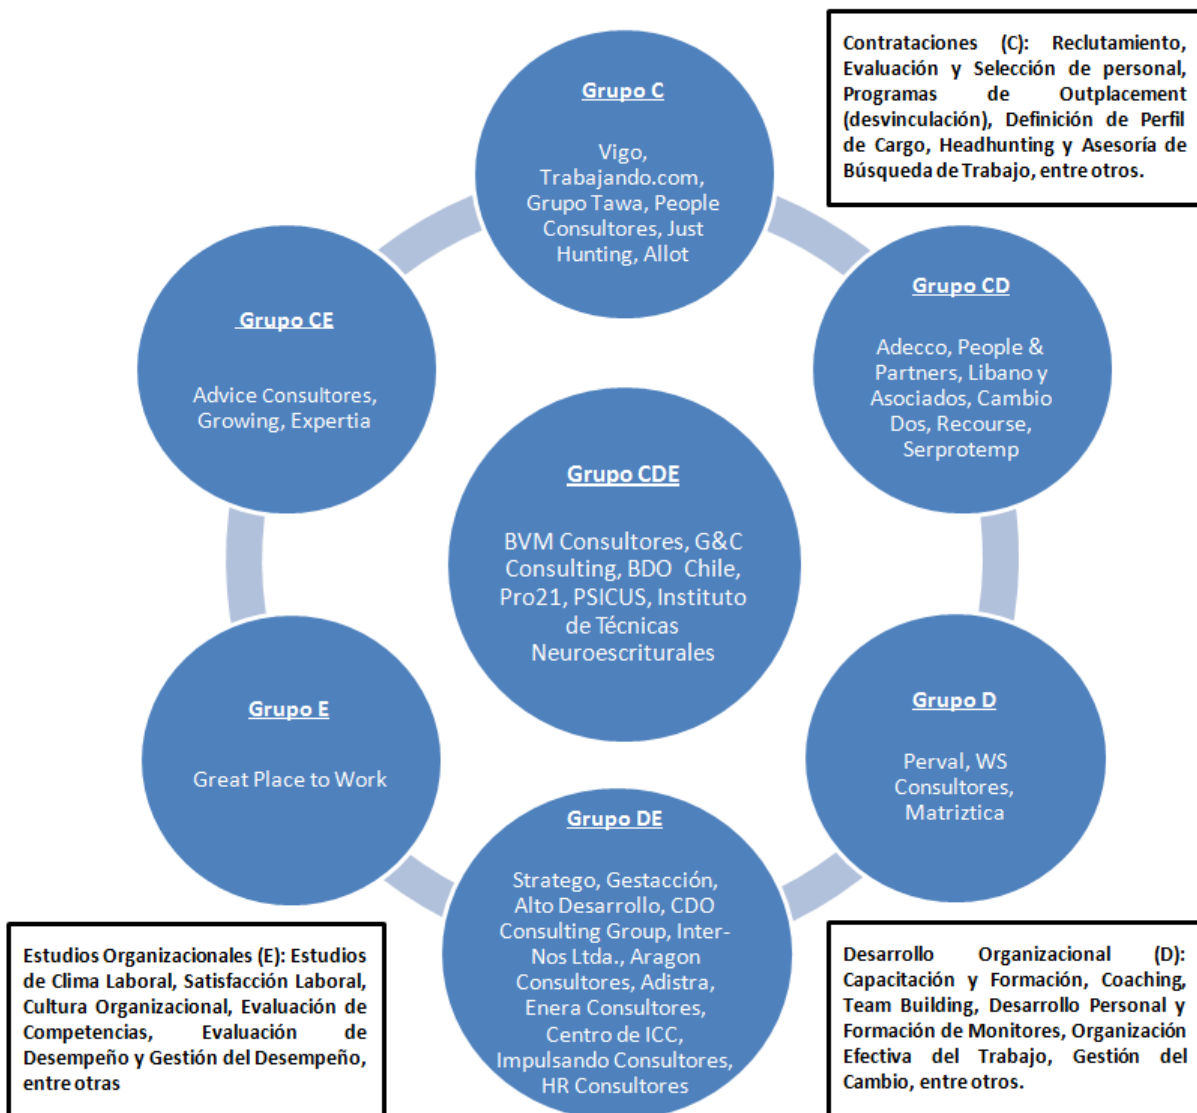 Contrataciones (C): Reclutamiento,
Evaluación y Selección de personal,
Programas de Outplacement
(desvinculación), Definición de Perfil
de Cargo, Headhunting y Asesoría de
Búsqueda de Trabajo, entre otros.
Grupo C
Vigo,
Trabajando.com,
Grupo Tawa, People
Consultores, Just
Hunting, Allot
Grupo CE
Advice Consultores,
Growing, Expertia
Grupo CD
Adecco, People &
Partners, Libano y
Asociados, Cambio
Dos, Recourse,
Serprotemp
Grupo CDE
BVM Consultores, G&C
Consulting, BDO Chile,
Pro21, PSICUS, Instituto
de Técnicas
Neuroescriturales
Grupo E
Great Place to Work
Grupo D
Perval, WS
Consultores,
Matriztica
Grupo DE
Stratego, Gestacción,
Alto Desarrollo, CDO
Consulting Group, Inter-
Nos Ltda., Aragon
Consultores, Adistra,
Enera Consultores,
Centro de ICC,
Impulsando Consultores,
HR Consultores
Estudios Organizacionales (E): Estudios
de Clima Laboral, Satisfacción Laboral,
Cultura Organizacional, Evaluación de
Competencias, Evaluación de
Desempeño y Gestión del Desempeño,
entre otras
Desarrollo Organizacional (D):
Capacitación y Formación, Coaching,
Team Building, Desarrollo Personal y
Formación de Monitores, Organización
Efectiva del Trabajo, Gestión del
Cambio, entre otros.